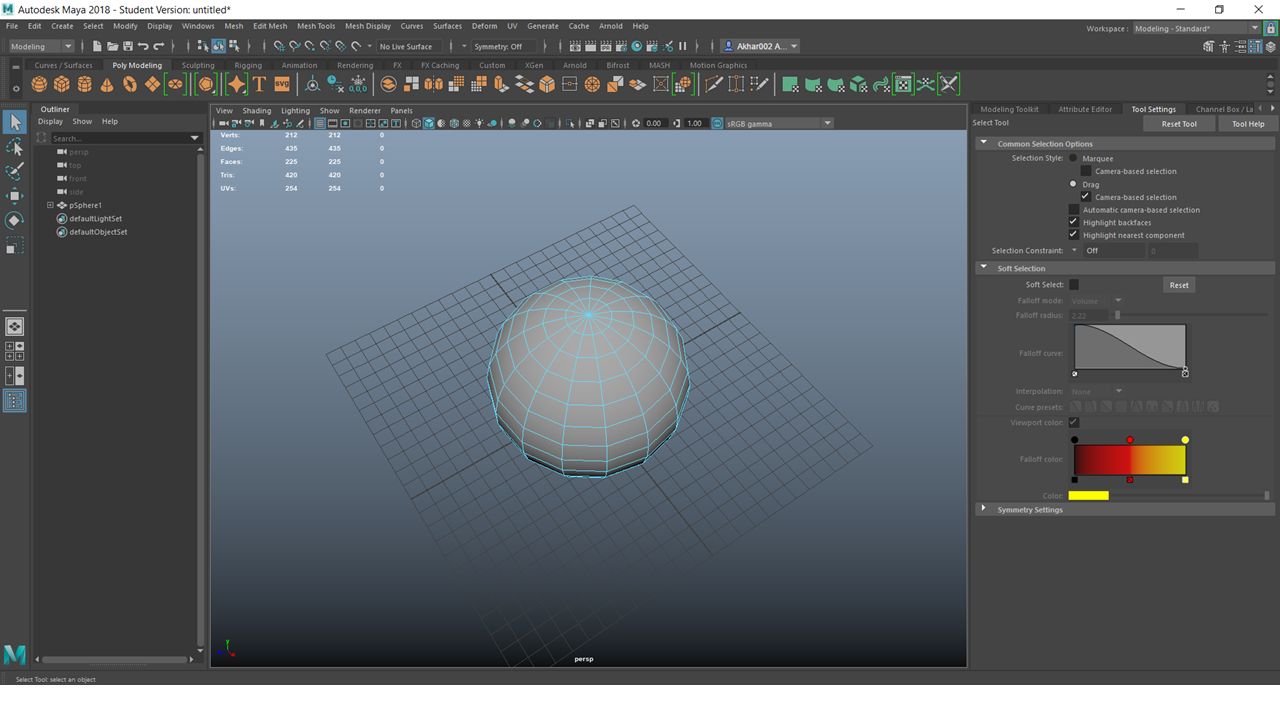 Autodesk Maya 2018 - Student Version: untitled*
File Edit Create Select Modify Display Windows Mesh Edit Mesh Mesh Tools Mesh Display Curves Surfaces Deform UV Generate Cache Arnold Help
Workspace : Modeling - Standard*
Modeling No Live Surface Symmetry: Off Akhar002 A...
Curves / Surfaces Poly Modeling Sculpting Rigging Animation Rendering FX FX Caching Custom XGen Arnold Bifrost MASH Motion Graphics
T SVG 0,0,0
Outliner
Display Show Help
Search...
persp
top
front
side
pSphere1
defaultLightSet
defaultObjectSet
View Shading Lighting Show Renderer Panels
0.00 1.00 sRGB gamma
Verts: 212 212 0
Edges: 435 435 0
Faces: 225 225 0
Tris: 420 420 0
UVs: 254 254 0
y
persp
Modeling Toolkit Attribute Editor Tool Settings Channel Box / La
Select Tool Reset Tool Tool Help
Common Selection Options
Selection Style: Marquee
Camera-based selection
Drag
Camera-based selection
Automatic camera-based selection
Highlight backfaces
Highlight nearest component
Selection Constraint: Off 0
Soft Selection
Soft Select: Reset
Falloff mode: Volume
Falloff radius: 2.22
Falloff curve:
Interpolation: None
Curve presets:
Viewport color:
Falloff color:
Color:
Symmetry Settings
Select Tool: select an object